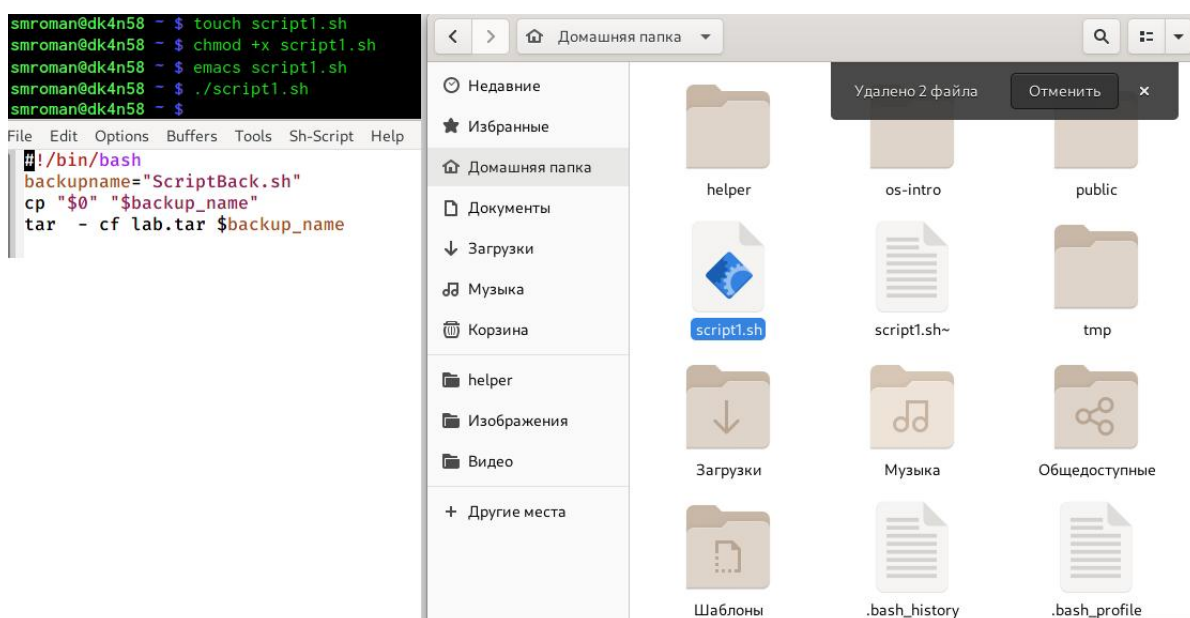 smroman@dk4n58 ~ $ touch script1.sh
smroman@dk4n58 ~ $ chmod +x script1.sh
smroman@dk4n58 ~ $ emacs script1.sh
smroman@dk4n58 ~ $ ./script1.sh
smroman@dk4n58 ~ $
File Edit Options Buffers Tools Sh-Script Help
#!/bin/bash
backupname="ScriptBack.sh"
cp "$0" "$backup_name"
tar  - cf lab.tar $backup_name
Домашняя папка
Недавние
Избранные
Домашняя папка
Документы
Загрузки
Музыка
Корзина
helper
Изображения
Видео
+ Другие места
Удалено 2 файла Отменить ×
helper os-intro public
script1.sh script1.sh~ tmp
Загрузки Музыка Общедоступные
Шаблоны .bash_history .bash_profile